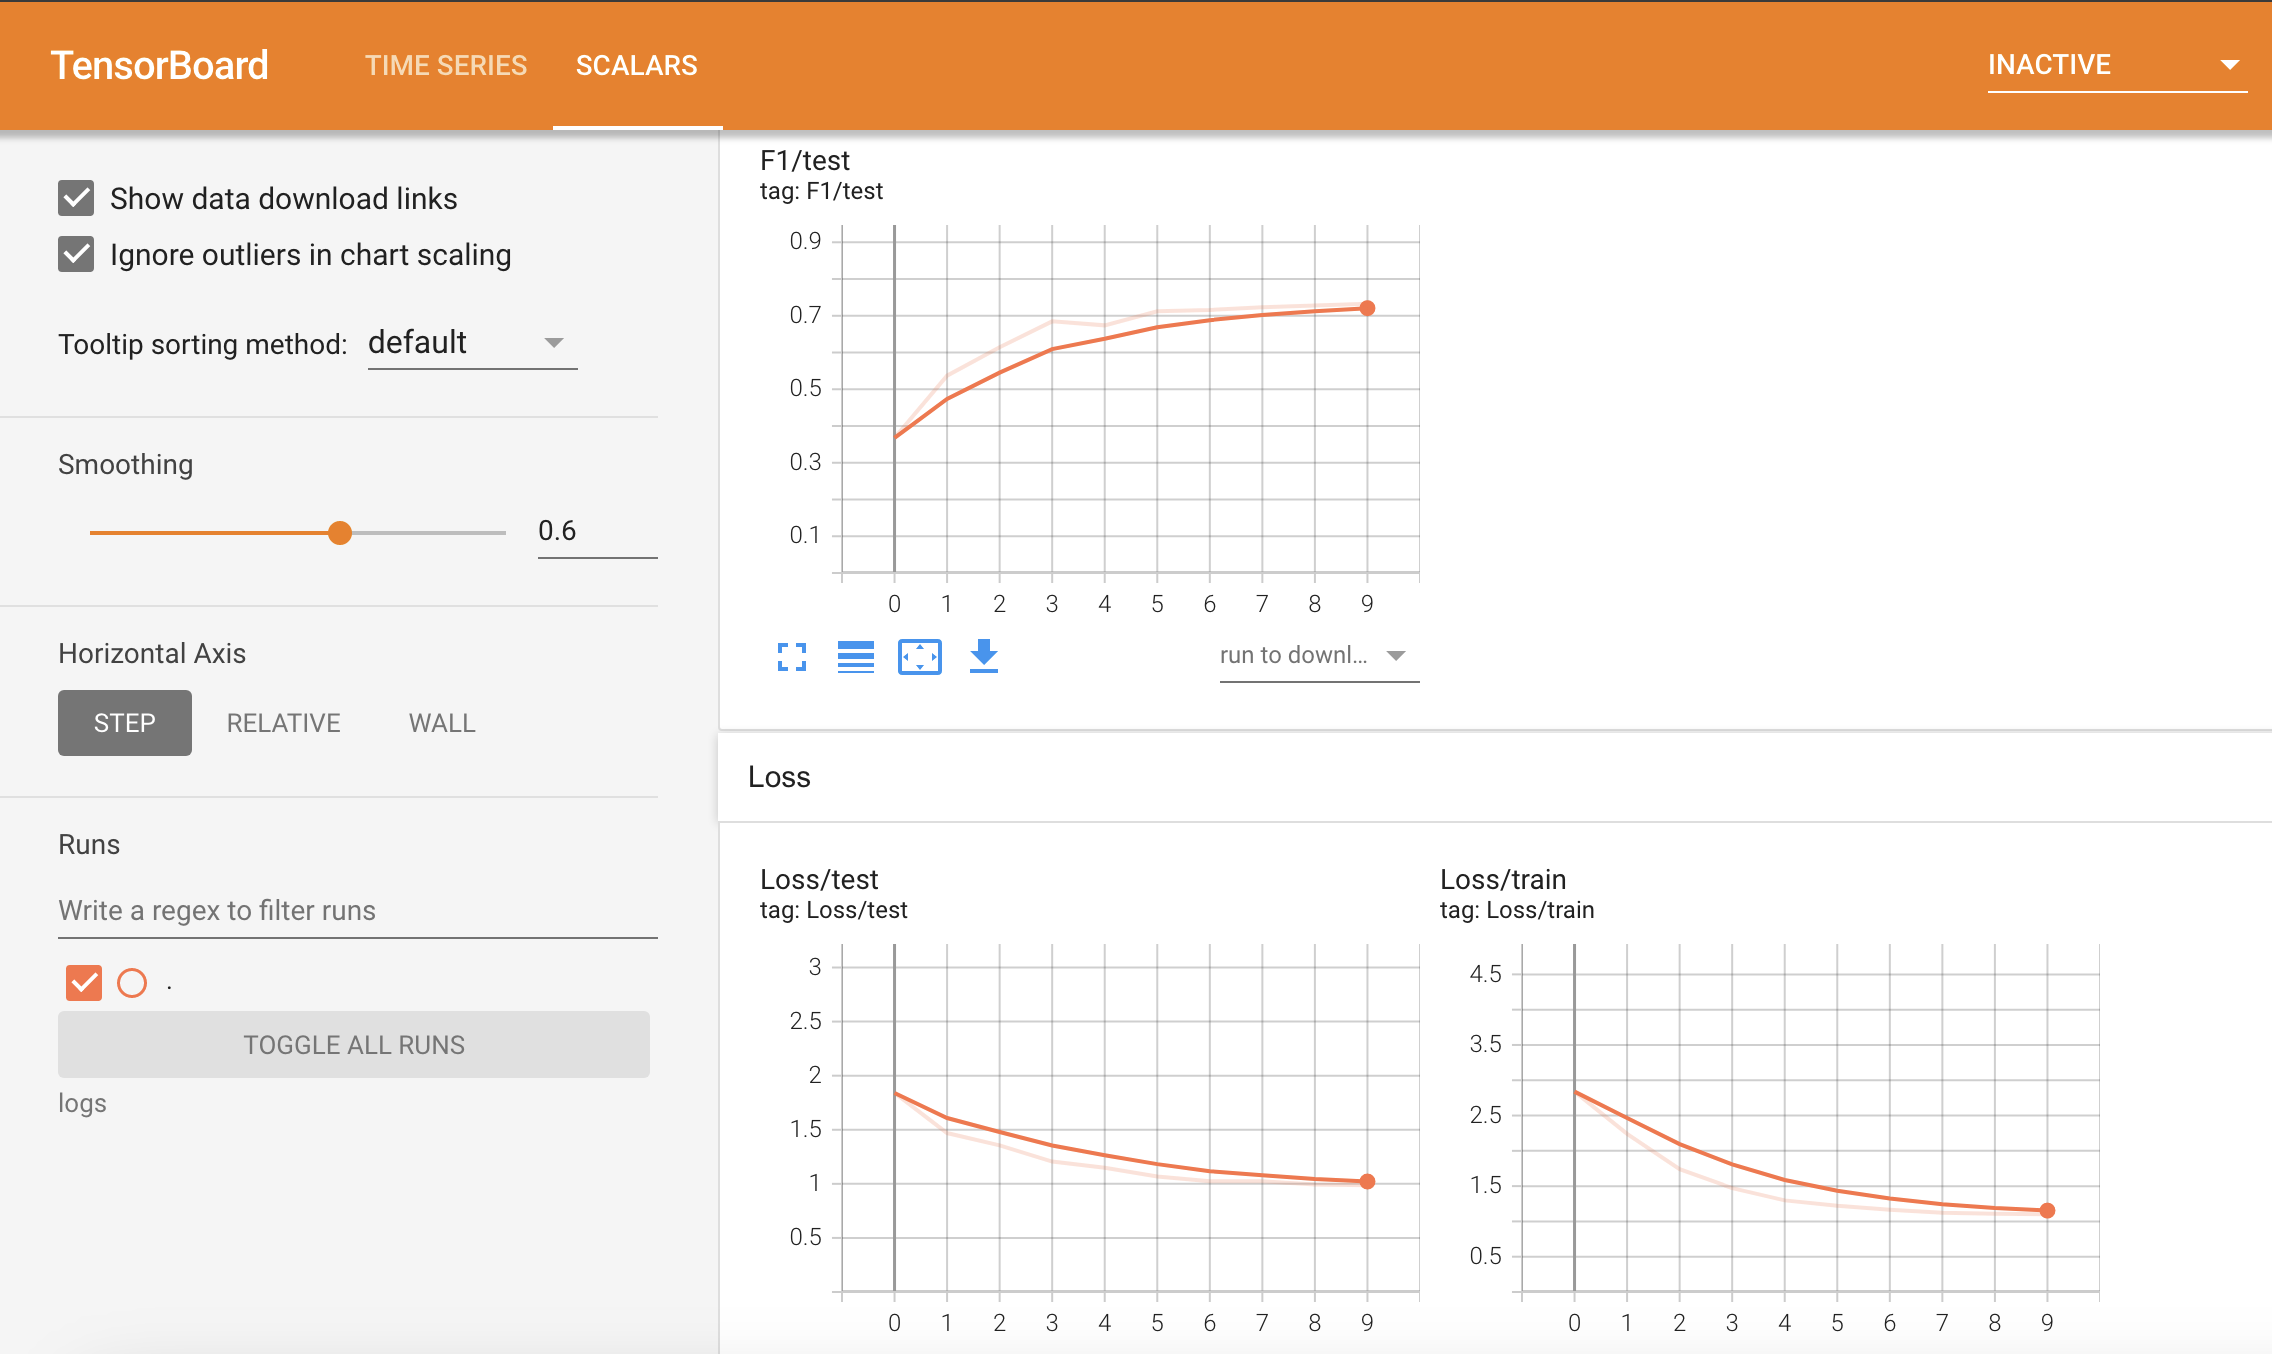 TensorBoard
TIME SERIES
SCALARS
INACTIVE
Show data download links
Ignore outliers in chart scaling
Tooltip sorting method: default
Smoothing
0.6
Horizontal Axis
STEP
RELATIVE
WALL
Runs
Write a regex to filter runs
.
TOGGLE ALL RUNS
logs
F1/test
tag: F1/test
0.9
0.7
0.5
0.3
0.1
0 1 2 3 4 5 6 7 8 9
run to downl...
Loss
Loss/test
tag: Loss/test
3
2.5
2
1.5
1
0.5
0 1 2 3 4 5 6 7 8 9
Loss/train
tag: Loss/train
4.5
3.5
2.5
1.5
0.5
0 1 2 3 4 5 6 7 8 9